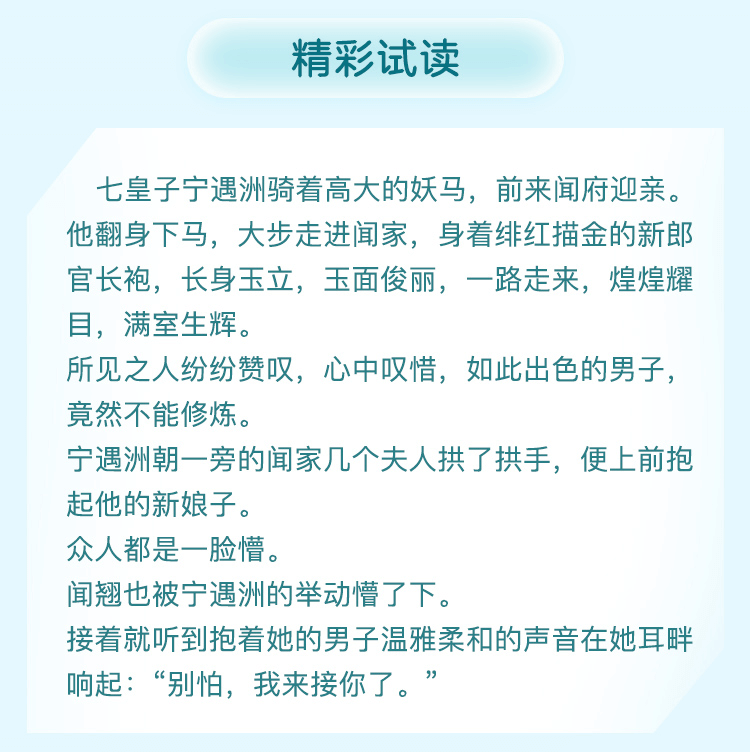 精彩试读
七皇子宁遇洲骑着高大的妖马，前来闻府迎亲。
他翻身下马，大步走进闻家，身着绯红描金的新郎
官长袍，长身玉立，玉面俊丽，一路走来，煌煌耀
目，满室生辉。
所见之人纷纷赞叹，心中叹惜，如此出色的男子，
竟然不能修炼。
宁遇洲朝一旁的闻家几个夫人拱了拱手，便上前抱
起他的新娘子。
众人都是一脸懵。
闻翘也被宁遇洲的举动懵了下。
接着就听到抱着她的男子温雅柔和的声音在她耳畔
响起：“别怕，我来接你了。”